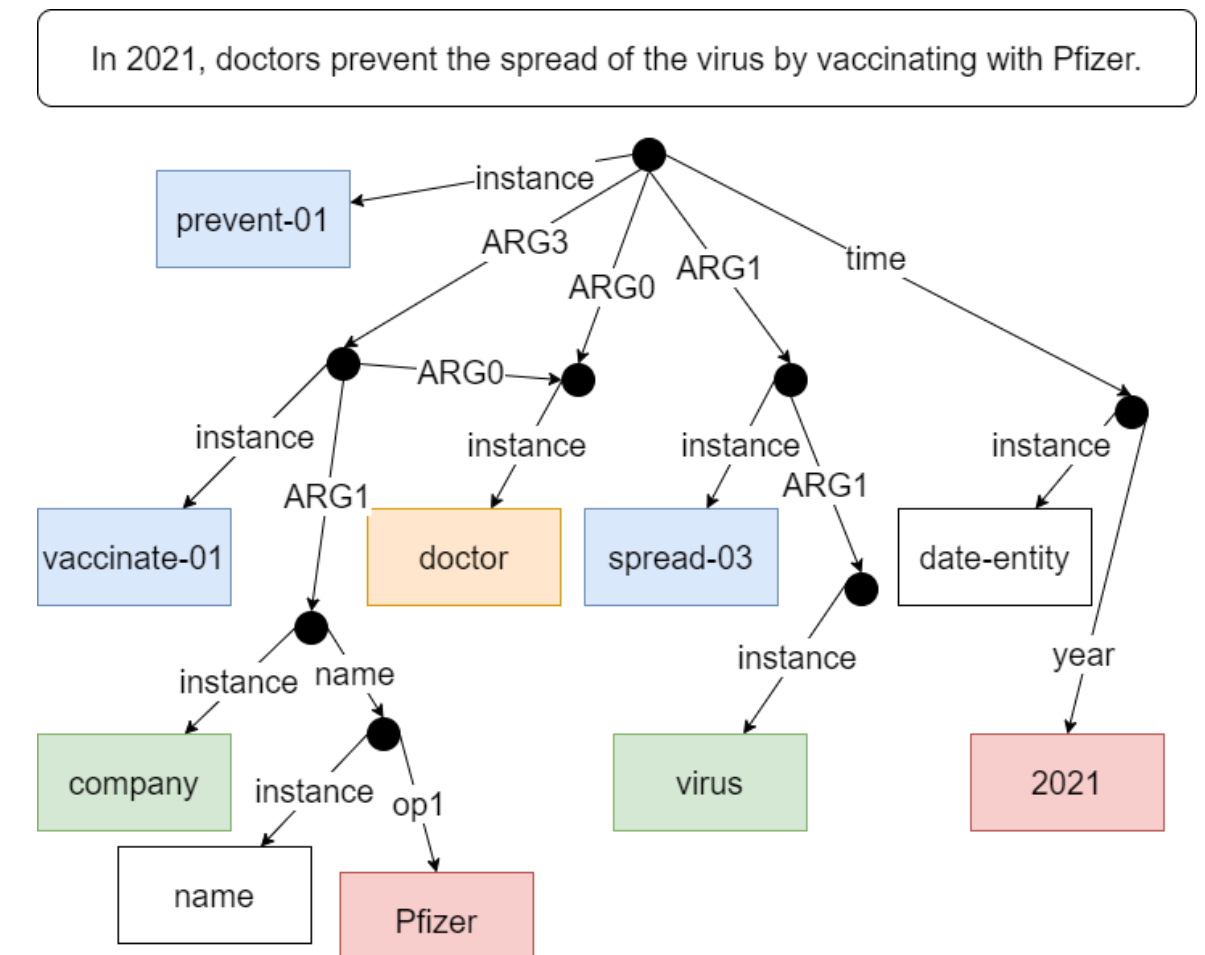 In 2021, doctors prevent the spread of the virus by vaccinating with Pfizer.
instance
prevent-01
ARG3
ARG0
ARG1
time
ARG0
instance
instance
instance
instance
ARG1
ARG1
vaccinate-01
doctor
spread-03
date-entity
instance
name
instance
year
company
virus
2021
instance
op1
name
Pfizer